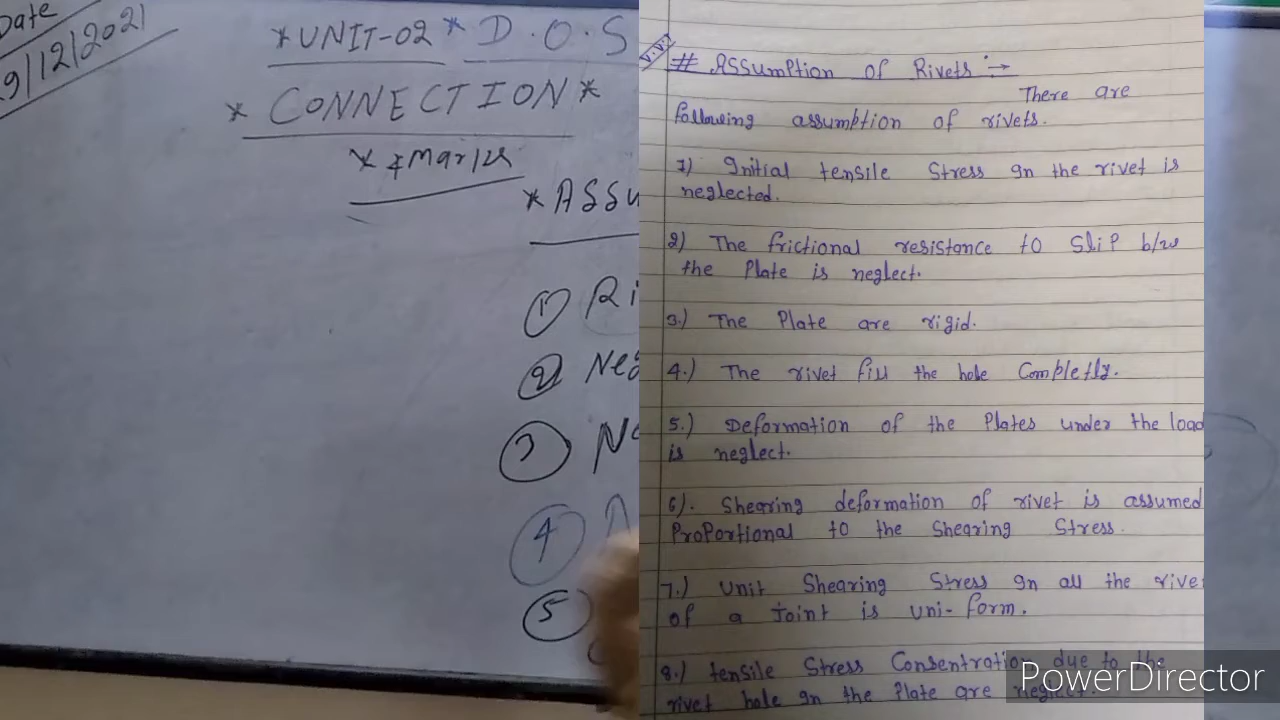 Date
9/12/2021
*UNIT-02* D.O.S
* CONNECTION *
* 7 Marks
* ASSU
① Ri
② Neg
③ No
④
⑤
V.V.
# Assumption of Rivets :→
There are
following assumption of rivets.
1) Initial tensile Stress In the rivet is
neglected.
2) The frictional resistance to Slip b/w
the Plate is neglect.
3.) The Plate are rigid.
4.) The rivet fill the hole Completly.
5.) Deformation of the Plates under the load
is neglect.
6). Shearing deformation of rivet is assumed
Proportional to the Shearing Stress.
7.) Unit Shearing Stress In all the rive
of a Joint is uni-form.
8.) tensile Stress Consentration due to the
rivet hole In the Plate are neglect.
PowerDirector